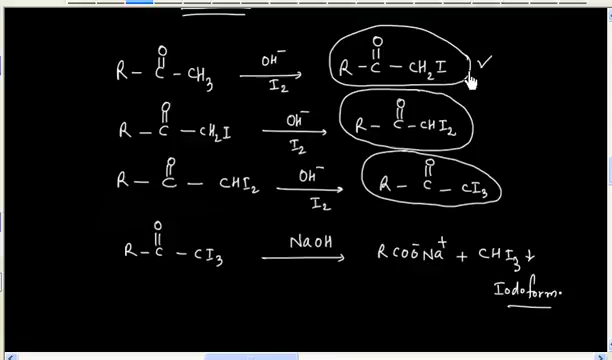 R - C(=O) - CH3 OH⁻ / I2 → R - C(=O) - CH2I ✓
R - C(=O) - CH2I OH⁻ / I2 → R - C(=O) - CHI2
R - C(=O) - CHI2 OH⁻ / I2 → R - C(=O) - CI3
R - C(=O) - CI3 NaOH → RCOO⁻Na⁺ + CHI3 ↓
Iodoform.